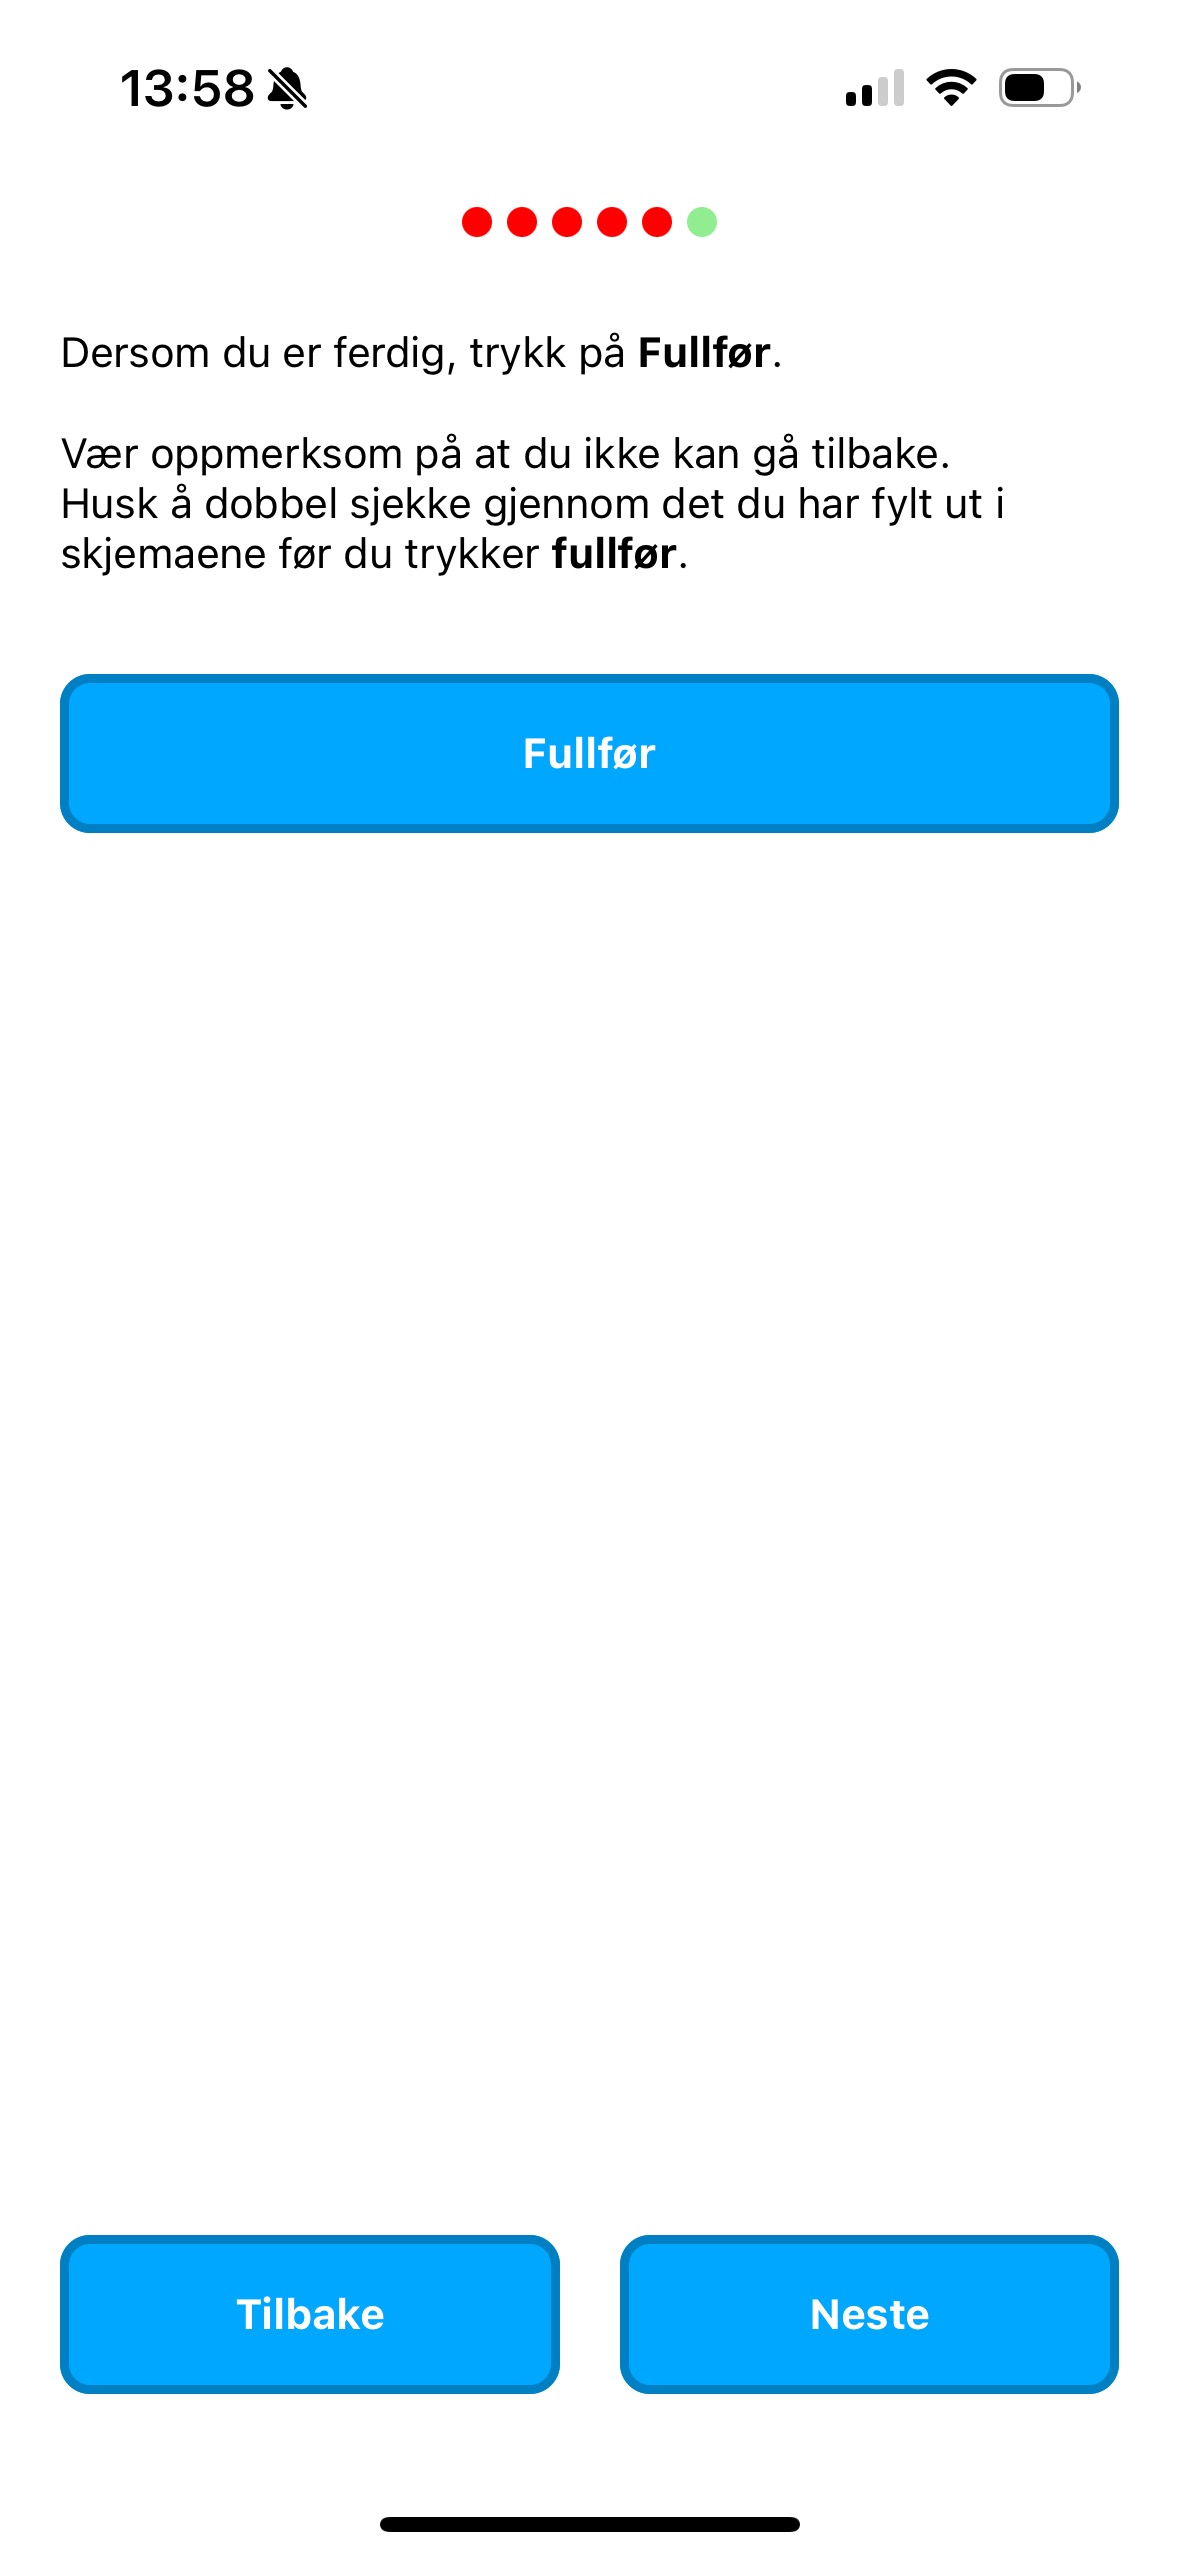 13:58
Dersom du er ferdig, trykk på Fullfør.
Vær oppmerksom på at du ikke kan gå tilbake.
Husk å dobbel sjekke gjennom det du har fylt ut i
skjemaene før du trykker fullfør.
Fullfør
Tilbake
Neste